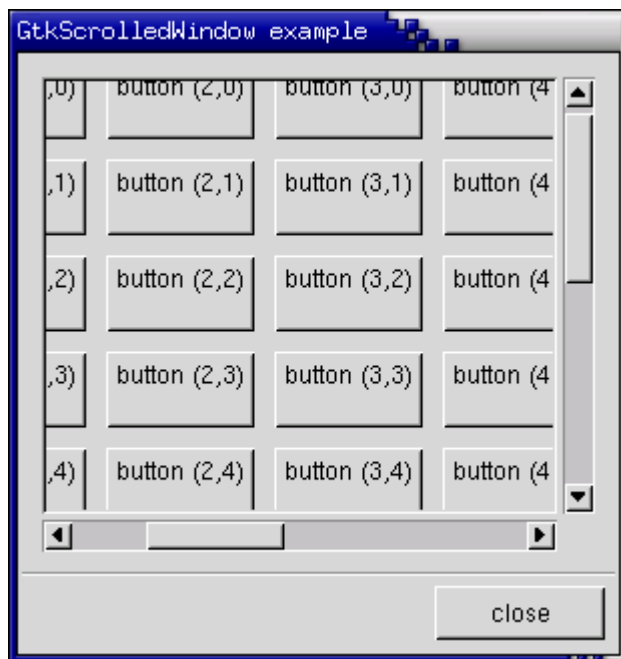 GtkScrolledWindow example
,0) button (2,0) button (3,0) button (4
,1) button (2,1) button (3,1) button (4
,2) button (2,2) button (3,2) button (4
,3) button (2,3) button (3,3) button (4
,4) button (2,4) button (3,4) button (4
close